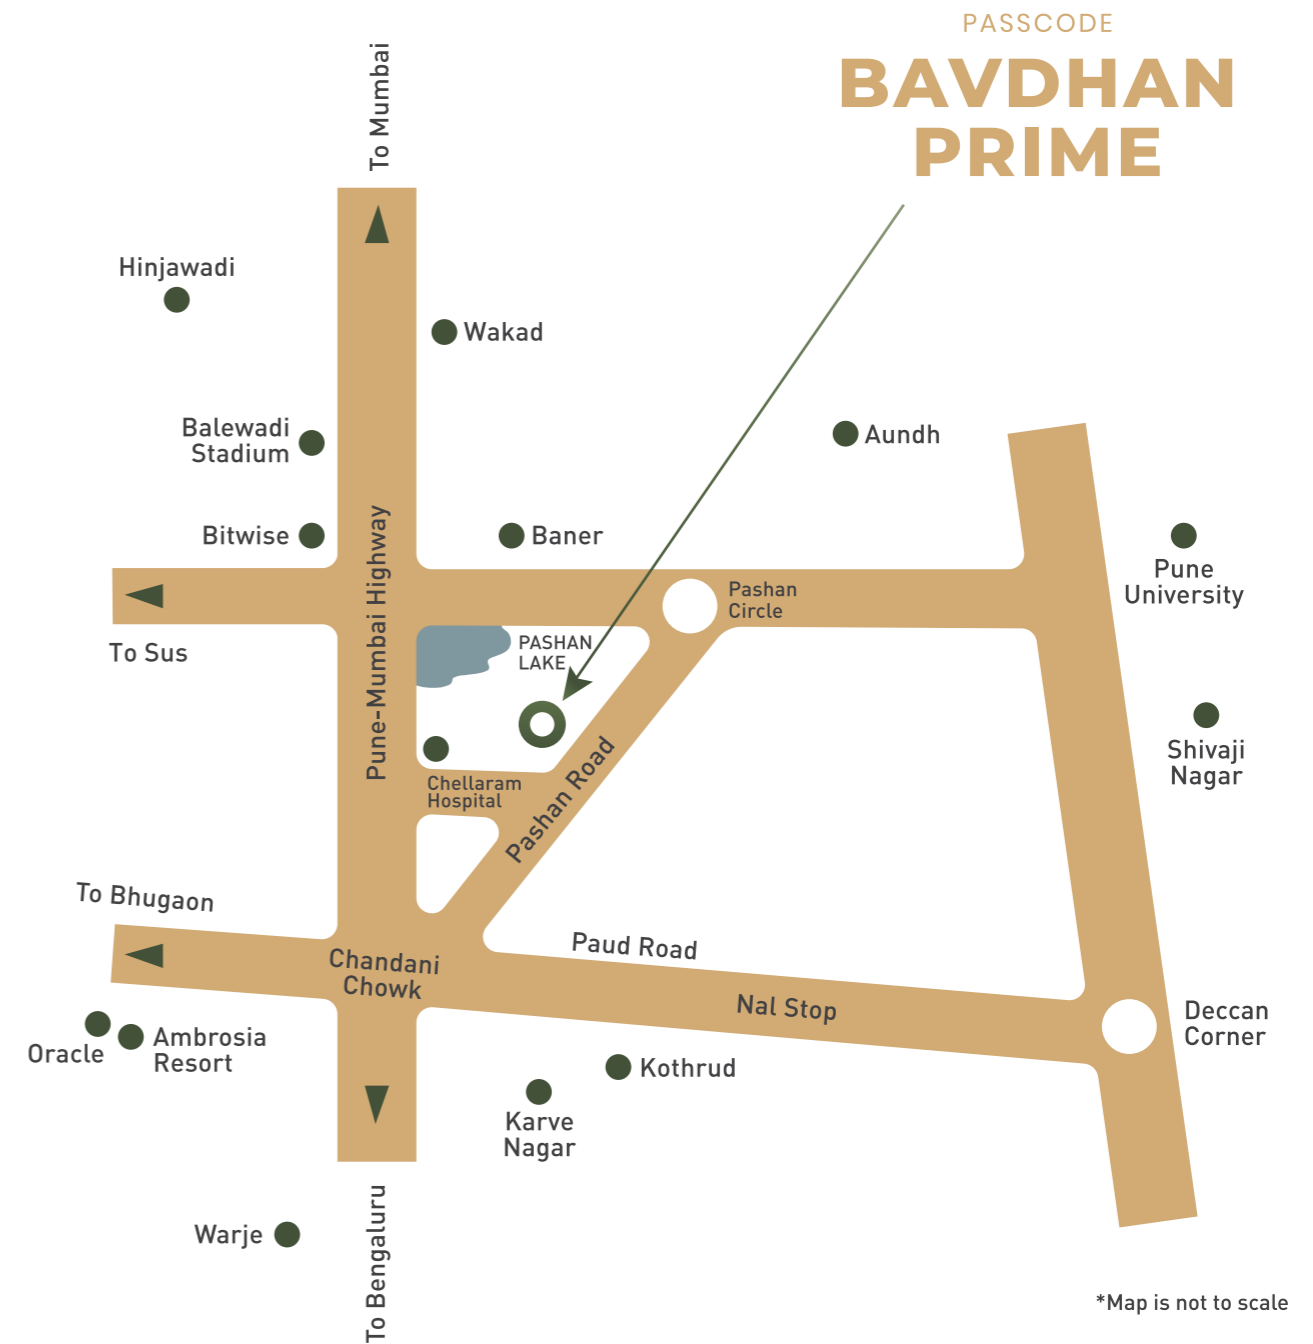 PASSCODE
BAVDHAN
PRIME
To Mumbai
Hinjawadi
Wakad
Balewadi
Stadium
Aundh
Bitwise
Baner
Pune-Mumbai Highway
Pashan
Circle
Pune
University
To Sus
PASHAN
LAKE
Shivaji
Nagar
Chellaram
Hospital
Pashan Road
To Bhugaon
Chandani
Chowk
Paud Road
Nal Stop
Deccan
Corner
Oracle
Ambrosia
Resort
Kothrud
Karve
Nagar
Warje
To Bengaluru
*Map is not to scale